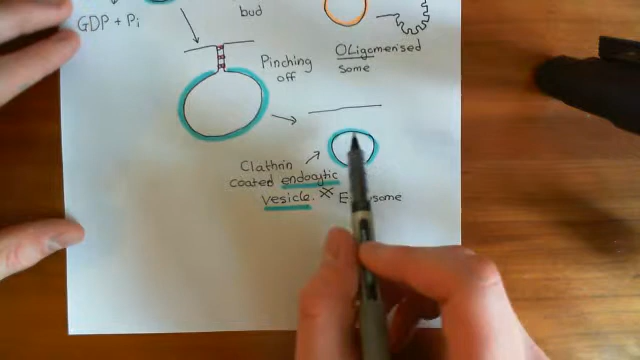 GDP + Pi
bud
OLigomerised
some
Pinching
off
Clathrin
coated endocytic
vesicle.